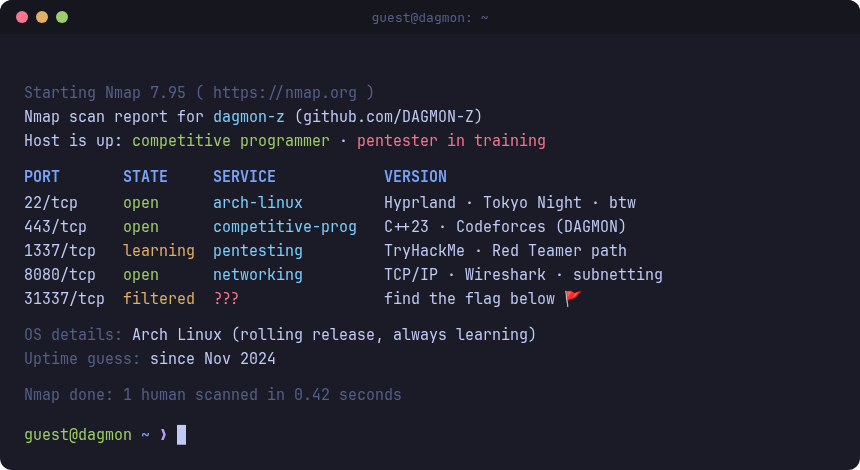 guest@dagmon: ~
Starting Nmap 7.95 ( https://nmap.org )
Nmap scan report for dagmon-z (github.com/DAGMON-Z)
Host is up: competitive programmer · pentester in training
PORT STATE SERVICE VERSION
22/tcp open arch-linux Hyprland · Tokyo Night · btw
443/tcp open competitive-prog C++23 · Codeforces (DAGMON)
1337/tcp learning pentesting TryHackMe · Red Teamer path
8080/tcp open networking TCP/IP · Wireshark · subnetting
31337/tcp filtered ??? find the flag below 🚩
OS details: Arch Linux (rolling release, always learning)
Uptime guess: since Nov 2024
Nmap done: 1 human scanned in 0.42 seconds
guest@dagmon ~ ❯